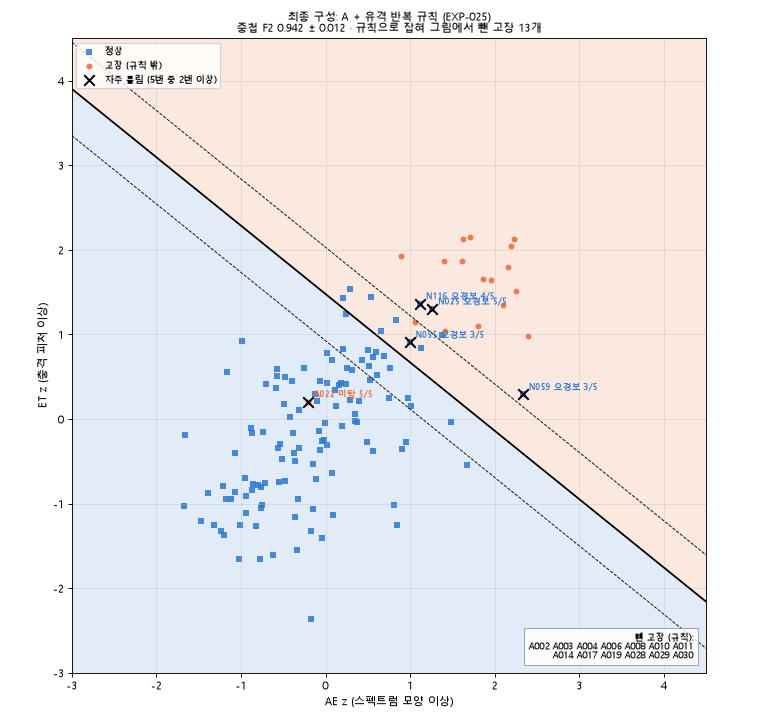 최종 구성: A + 유격 반복 규칙 (EXP-025)
중첩 F2 0.942 ± 0.012 · 규칙으로 잡혀 그림에서 뺀 고장 13개
정상
고장 (규칙 밖)
자주 틀림 (5번 중 2번 이상)
4
3
2
1
0
-1
-2
-3
ET z (충격 피처 이상)
N116 오경보 4/5
N025 오경보 5/5
오경보 3/5
N059 오경보 3/5
A022 미탐 5/5
뺀 고장 (규칙):
A002 A003 A004 A006 A008 A010 A011
A014 A017 A019 A028 A029 A030
-3 -2 -1 0 1 2 3 4
AE z (스펙트럼 모양 이상)